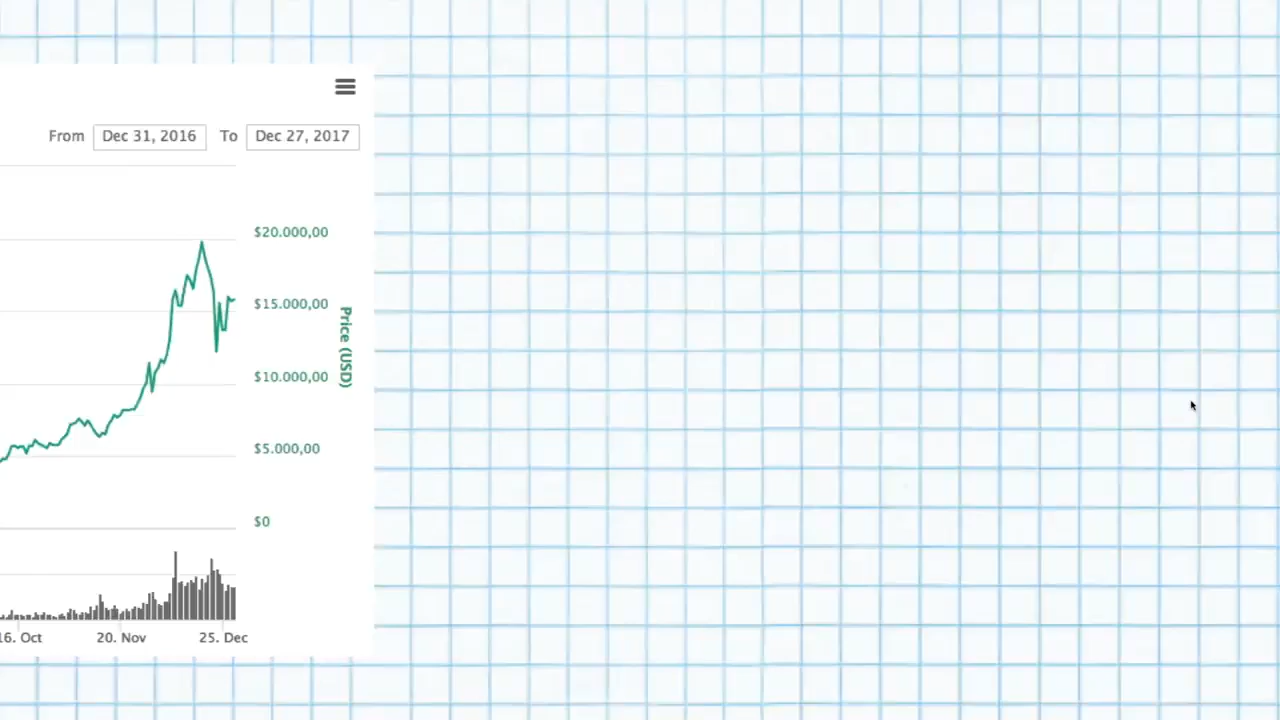 From Dec 31, 2016 To Dec 27, 2017
$20.000,00
$15.000,00
$10.000,00
$5.000,00
$0
Price (USD)
16. Oct 20. Nov 25. Dec